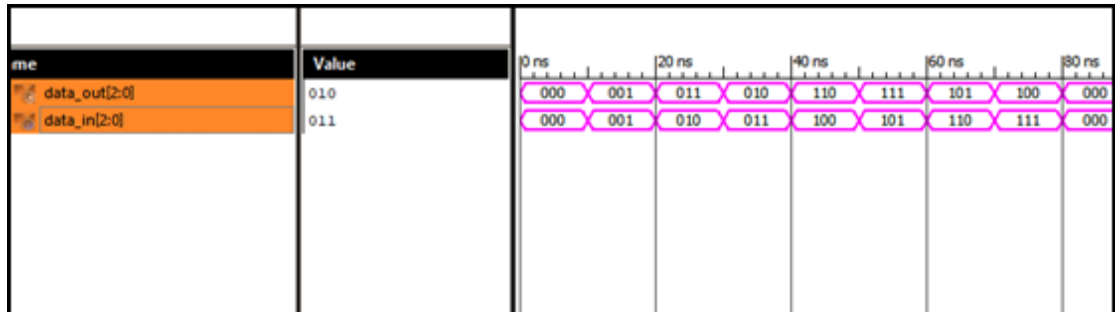 me Value 0 ns 20 ns 40 ns 60 ns 80 ns
data_out[2:0] 010 000 001 011 010 110 111 101 100 000
data_in[2:0] 011 000 001 010 011 100 101 110 111 000